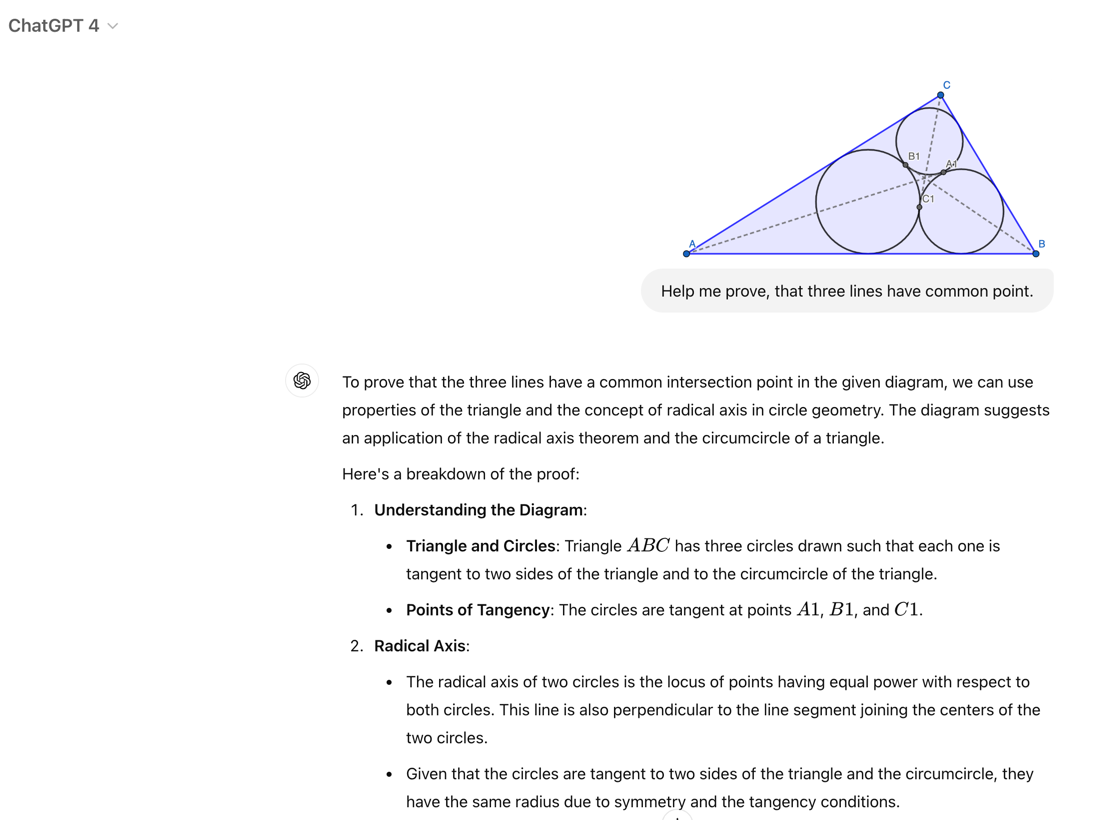 ChatGPT 4
C
B1
A1
C1
A
B
Help me prove, that three lines have common point.
To prove that the three lines have a common intersection point in the given diagram, we can use
properties of the triangle and the concept of radical axis in circle geometry. The diagram suggests
an application of the radical axis theorem and the circumcircle of a triangle.
Here's a breakdown of the proof:
1. Understanding the Diagram:
• Triangle and Circles: Triangle ABC has three circles drawn such that each one is
tangent to two sides of the triangle and to the circumcircle of the triangle.
• Points of Tangency: The circles are tangent at points A1, B1, and C1.
2. Radical Axis:
• The radical axis of two circles is the locus of points having equal power with respect to
both circles. This line is also perpendicular to the line segment joining the centers of the
two circles.
• Given that the circles are tangent to two sides of the triangle and the circumcircle, they
have the same radius due to symmetry and the tangency conditions.